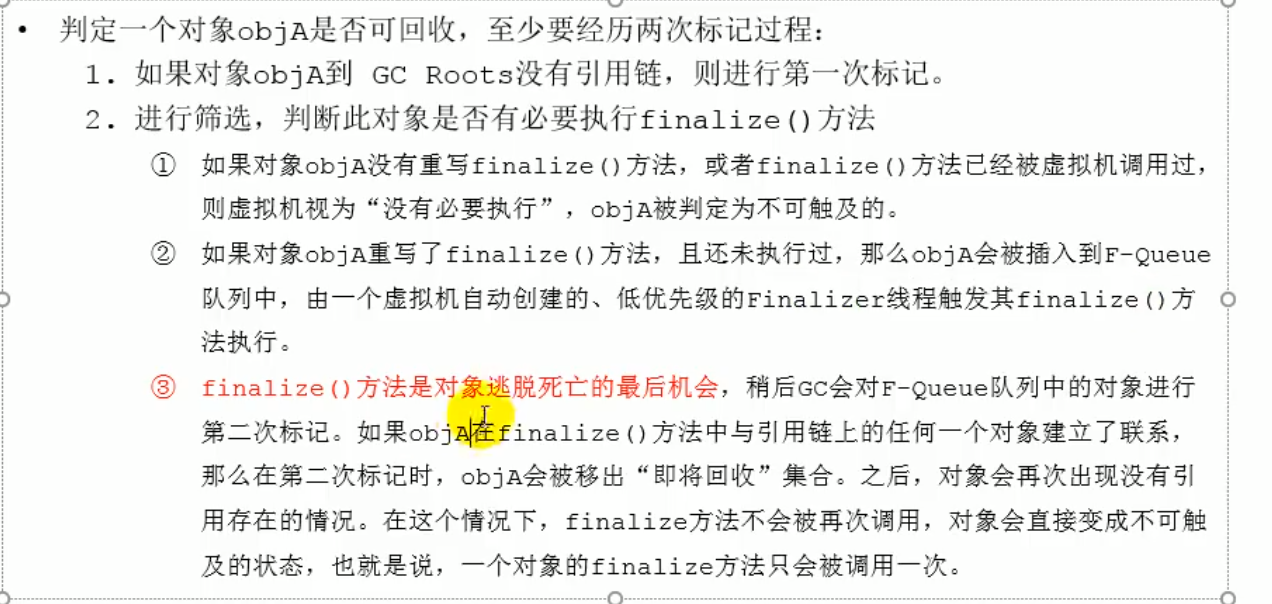 • 判定一个对象objA是否可回收，至少要经历两次标记过程：
1. 如果对象objA到 GC Roots没有引用链，则进行第一次标记。
2. 进行筛选，判断此对象是否有必要执行finalize()方法
① 如果对象objA没有重写finalize()方法，或者finalize()方法已经被虚拟机调用过，
则虚拟机视为“没有必要执行”，objA被判定为不可触及的。
② 如果对象objA重写了finalize()方法，且还未执行过，那么objA会被插入到F-Queue
队列中，由一个虚拟机自动创建的、低优先级的Finalizer线程触发其finalize()方
法执行。
③ finalize()方法是对象逃脱死亡的最后机会，稍后GC会对F-Queue队列中的对象进行
第二次标记。如果objA在finalize()方法中与引用链上的任何一个对象建立了联系，
那么在第二次标记时，objA会被移出“即将回收”集合。之后，对象会再次出现没有引
用存在的情况。在这个情况下，finalize方法不会被再次调用，对象会直接变成不可触
及的状态，也就是说，一个对象的finalize方法只会被调用一次。